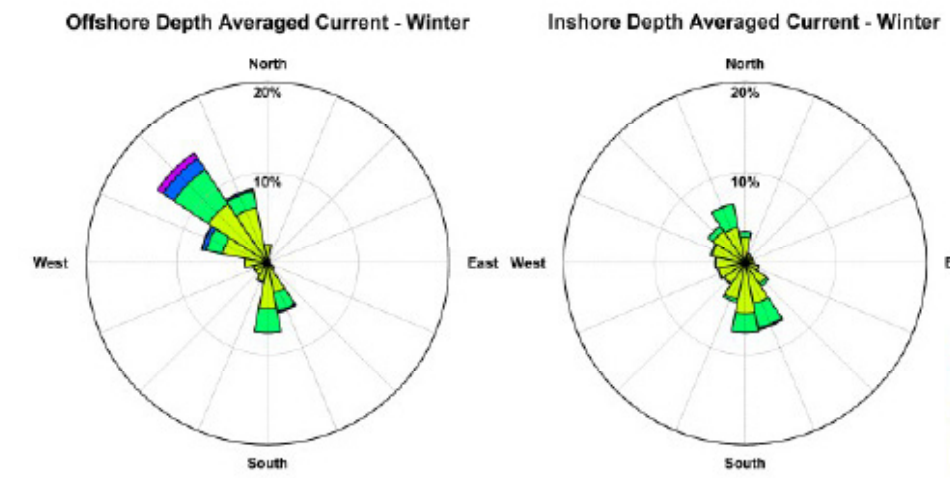 Offshore Depth Averaged Current - Winter
North
20%
10%
West
East
South
Inshore Depth Averaged Current - Winter
North
20%
10%
West
South